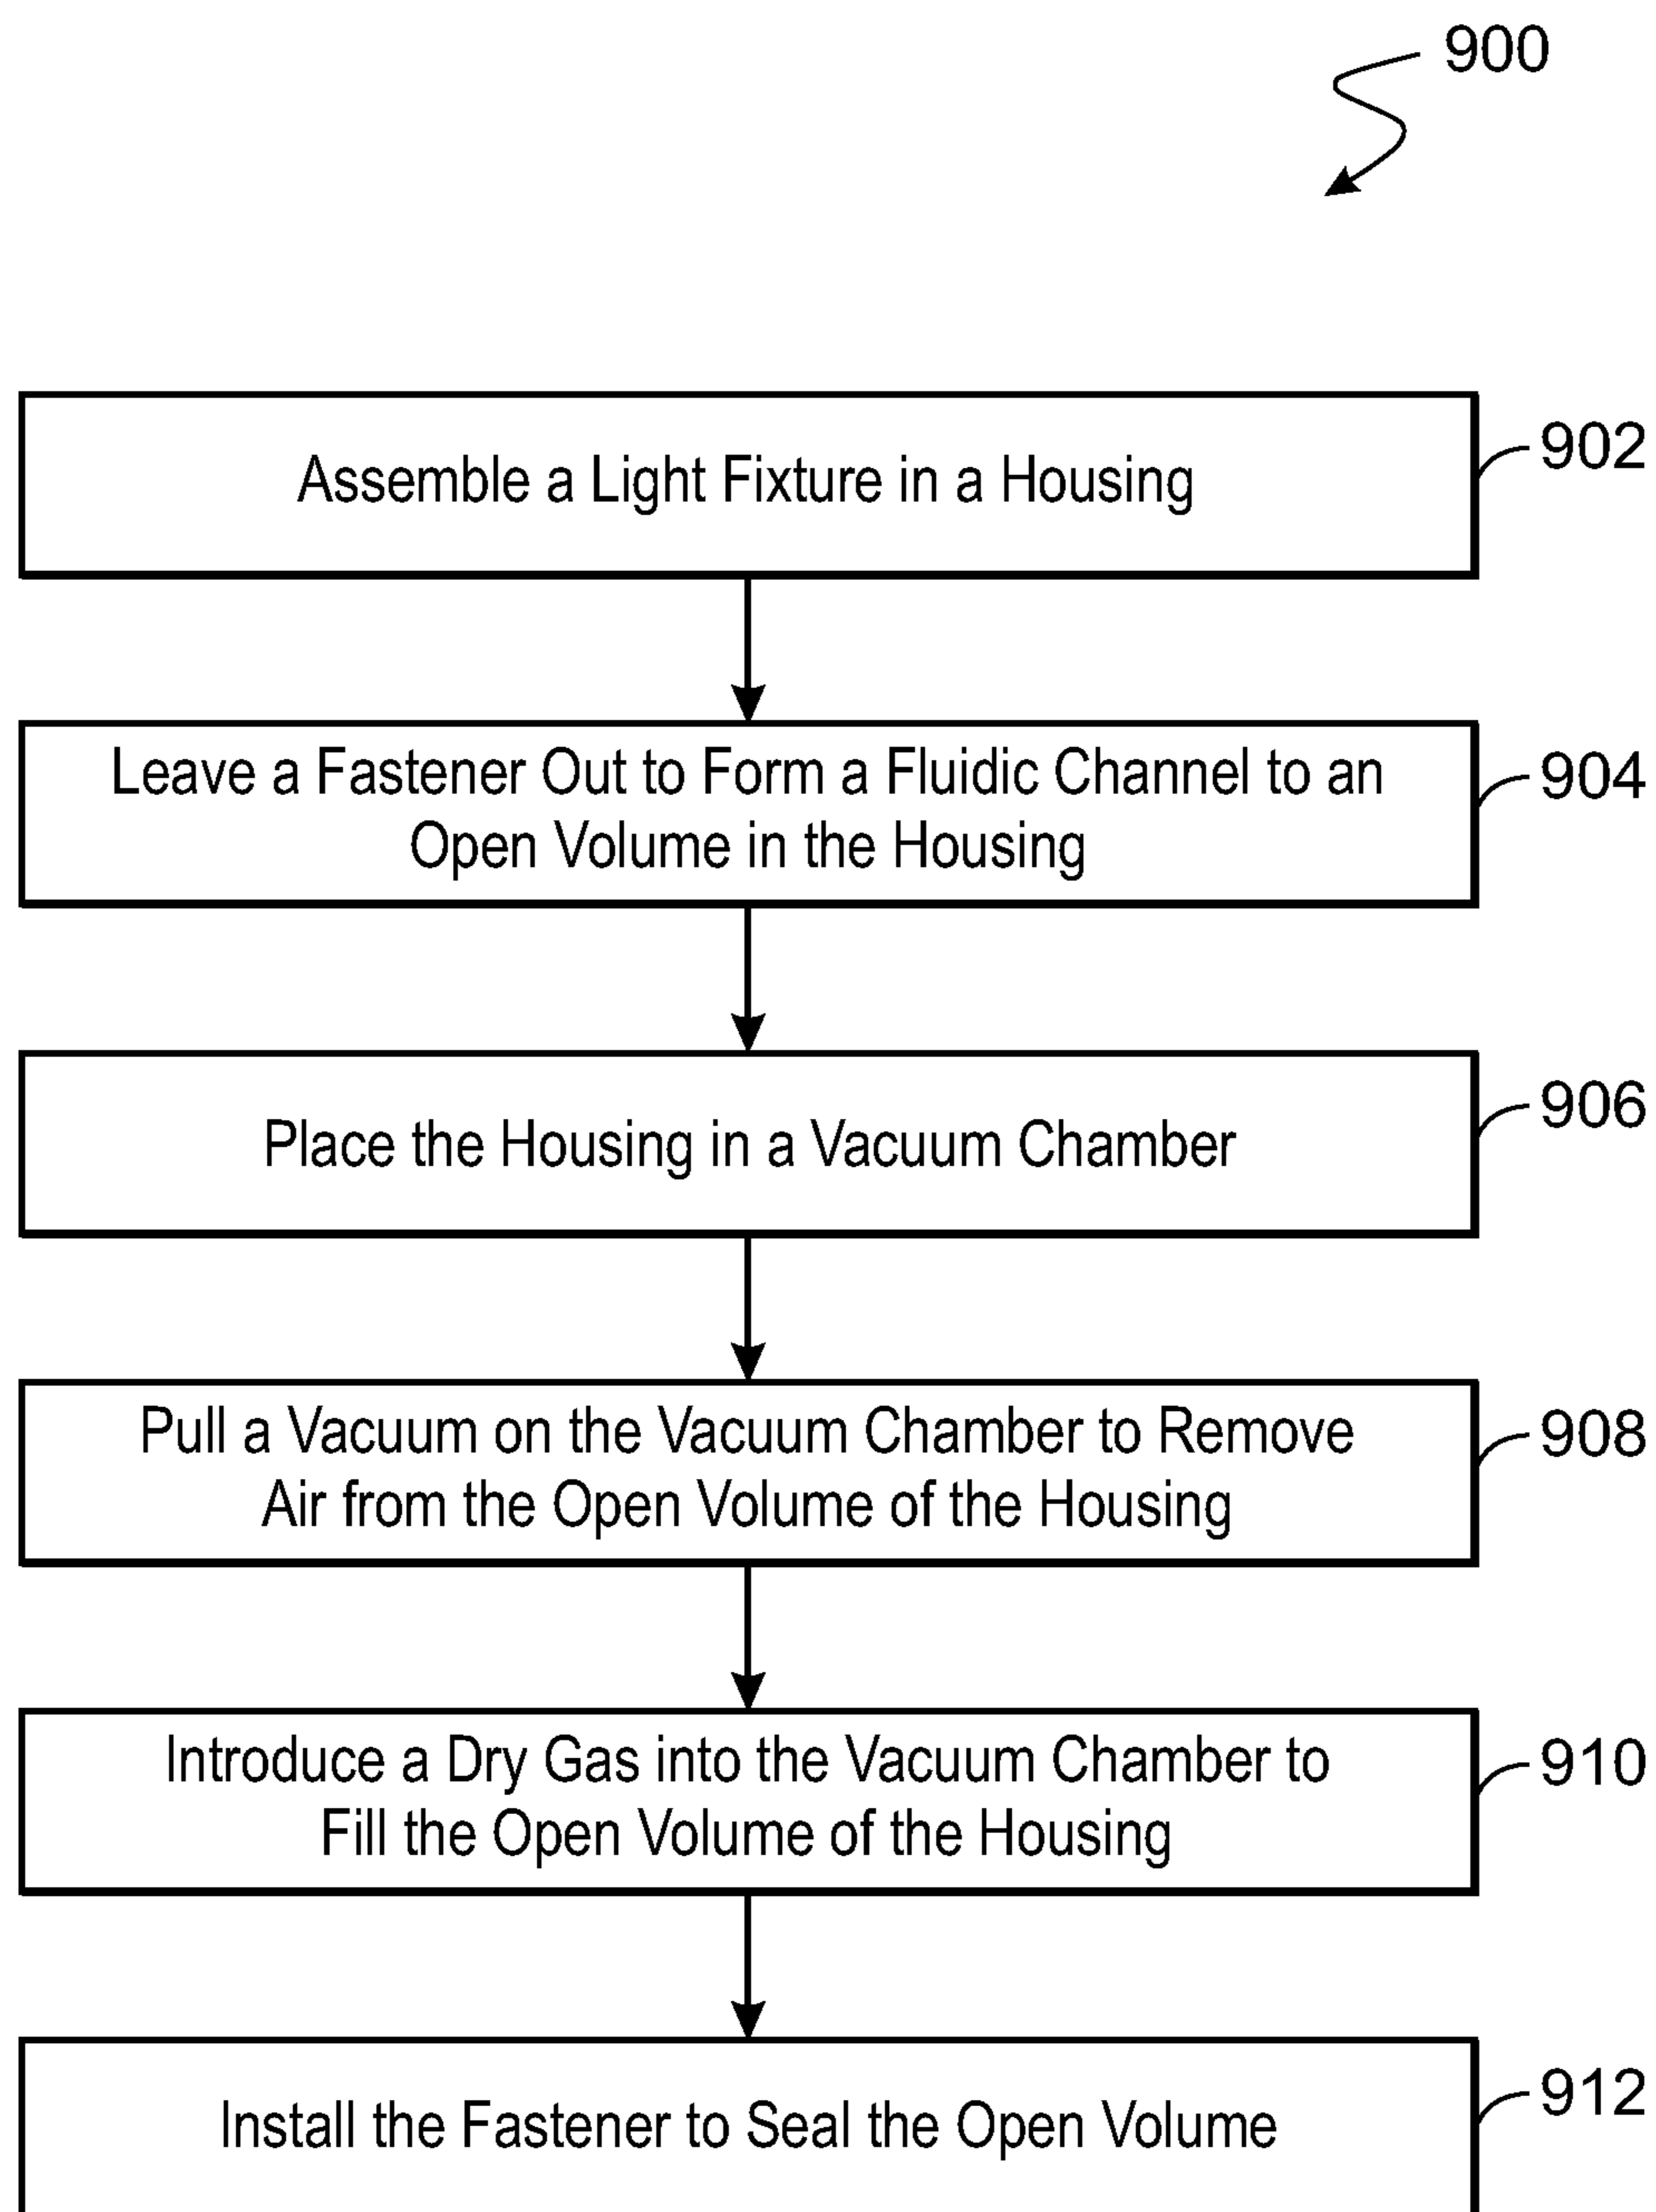 900
Assemble a Light Fixture in a Housing
902
Leave a Fastener Out to Form a Fluidic Channel to an
Open Volume in the Housing
904
Place the Housing in a Vacuum Chamber
906
Pull a Vacuum on the Vacuum Chamber to Remove
Air from the Open Volume of the Housing
908
Introduce a Dry Gas into the Vacuum Chamber to
Fill the Open Volume of the Housing
910
Install the Fastener to Seal the Open Volume
912